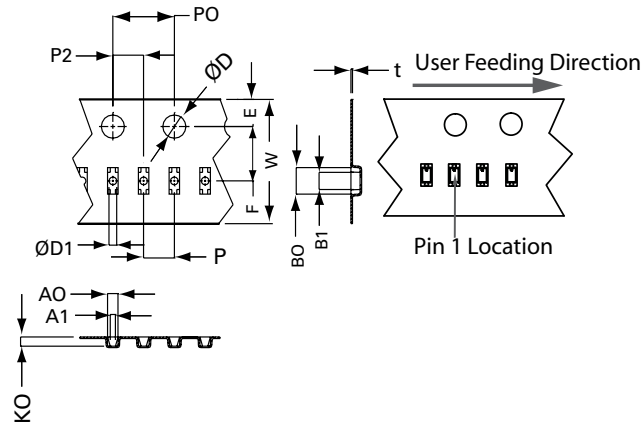 PO
P2
ØD
E
W
F
ØD1
P
AO
A1
KO
t
BO
B1
User Feeding Direction
Pin 1 Location